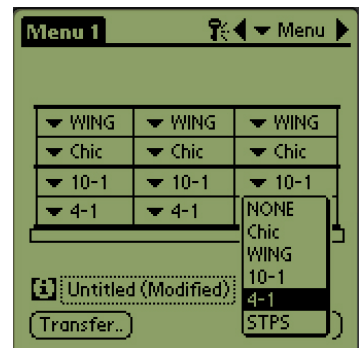 Menu 1 Menu
WING WING WING
Chic Chic Chic
10-1 10-1 10-1
4-1 4-1
NONE
Chic
WING
10-1
4-1
STPS
Untitled (Modified)
Transfer..